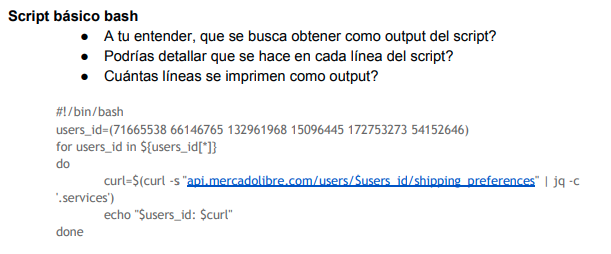 Script básico bash
● A tu entender, que se busca obtener como output del script?
● Podrías detallar que se hace en cada línea del script?
● Cuántas líneas se imprimen como output?
#!/bin/bash
users_id=(71665538 66146765 132961968 15096445 172753273 54152646)
for users_id in ${users_id[*]}
do
curl=$(curl -s "api.mercadolibre.com/users/$users_id/shipping_preferences" | jq -c
'.services')
echo "$users_id: $curl"
done